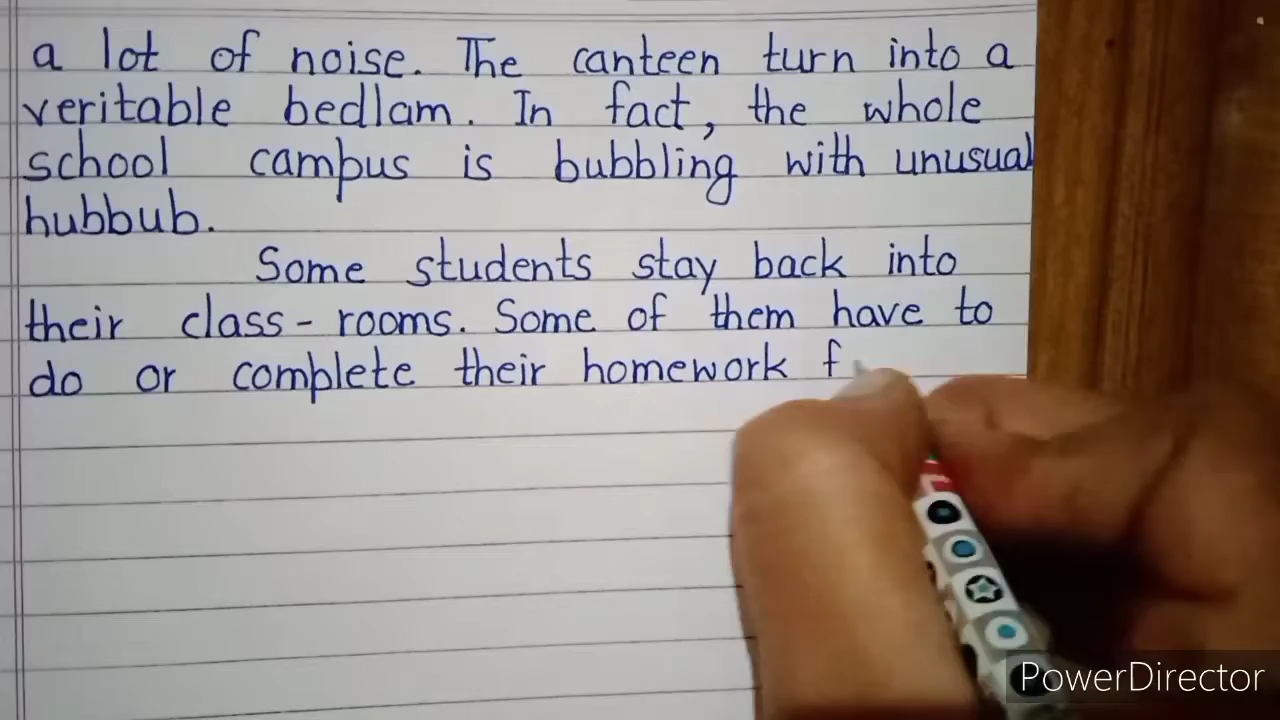 a lot of noise. The canteen turn into a
veritable bedlam. In fact, the whole
school campus is bubbling with unusual
hubbub.
Some students stay back into
their class-rooms. Some of them have to
do or complete their homework f
PowerDirector